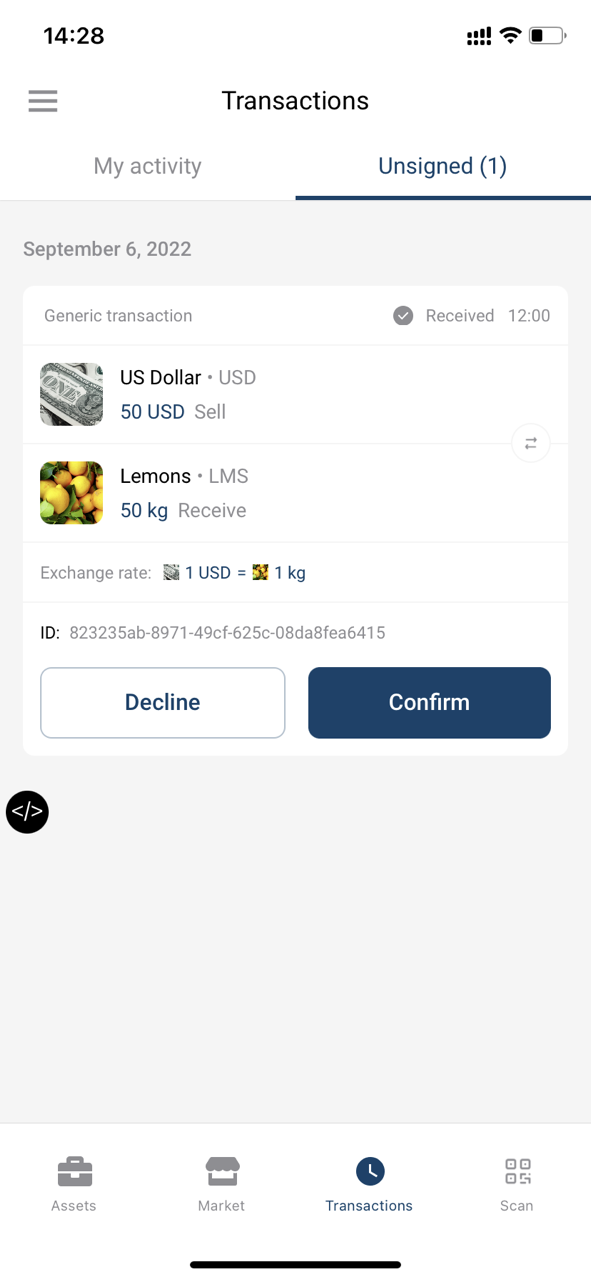 14:28
Transactions
My activity
Unsigned (1)
September 6, 2022
Generic transaction Received 12:00
US Dollar • USD
50 USD Sell
Lemons • LMS
50 kg Receive
Exchange rate: 1 USD = 1 kg
ID: 823235ab-8971-49cf-625c-08da8fea6415
Decline
Confirm
</>
Assets
Market
Transactions
Scan